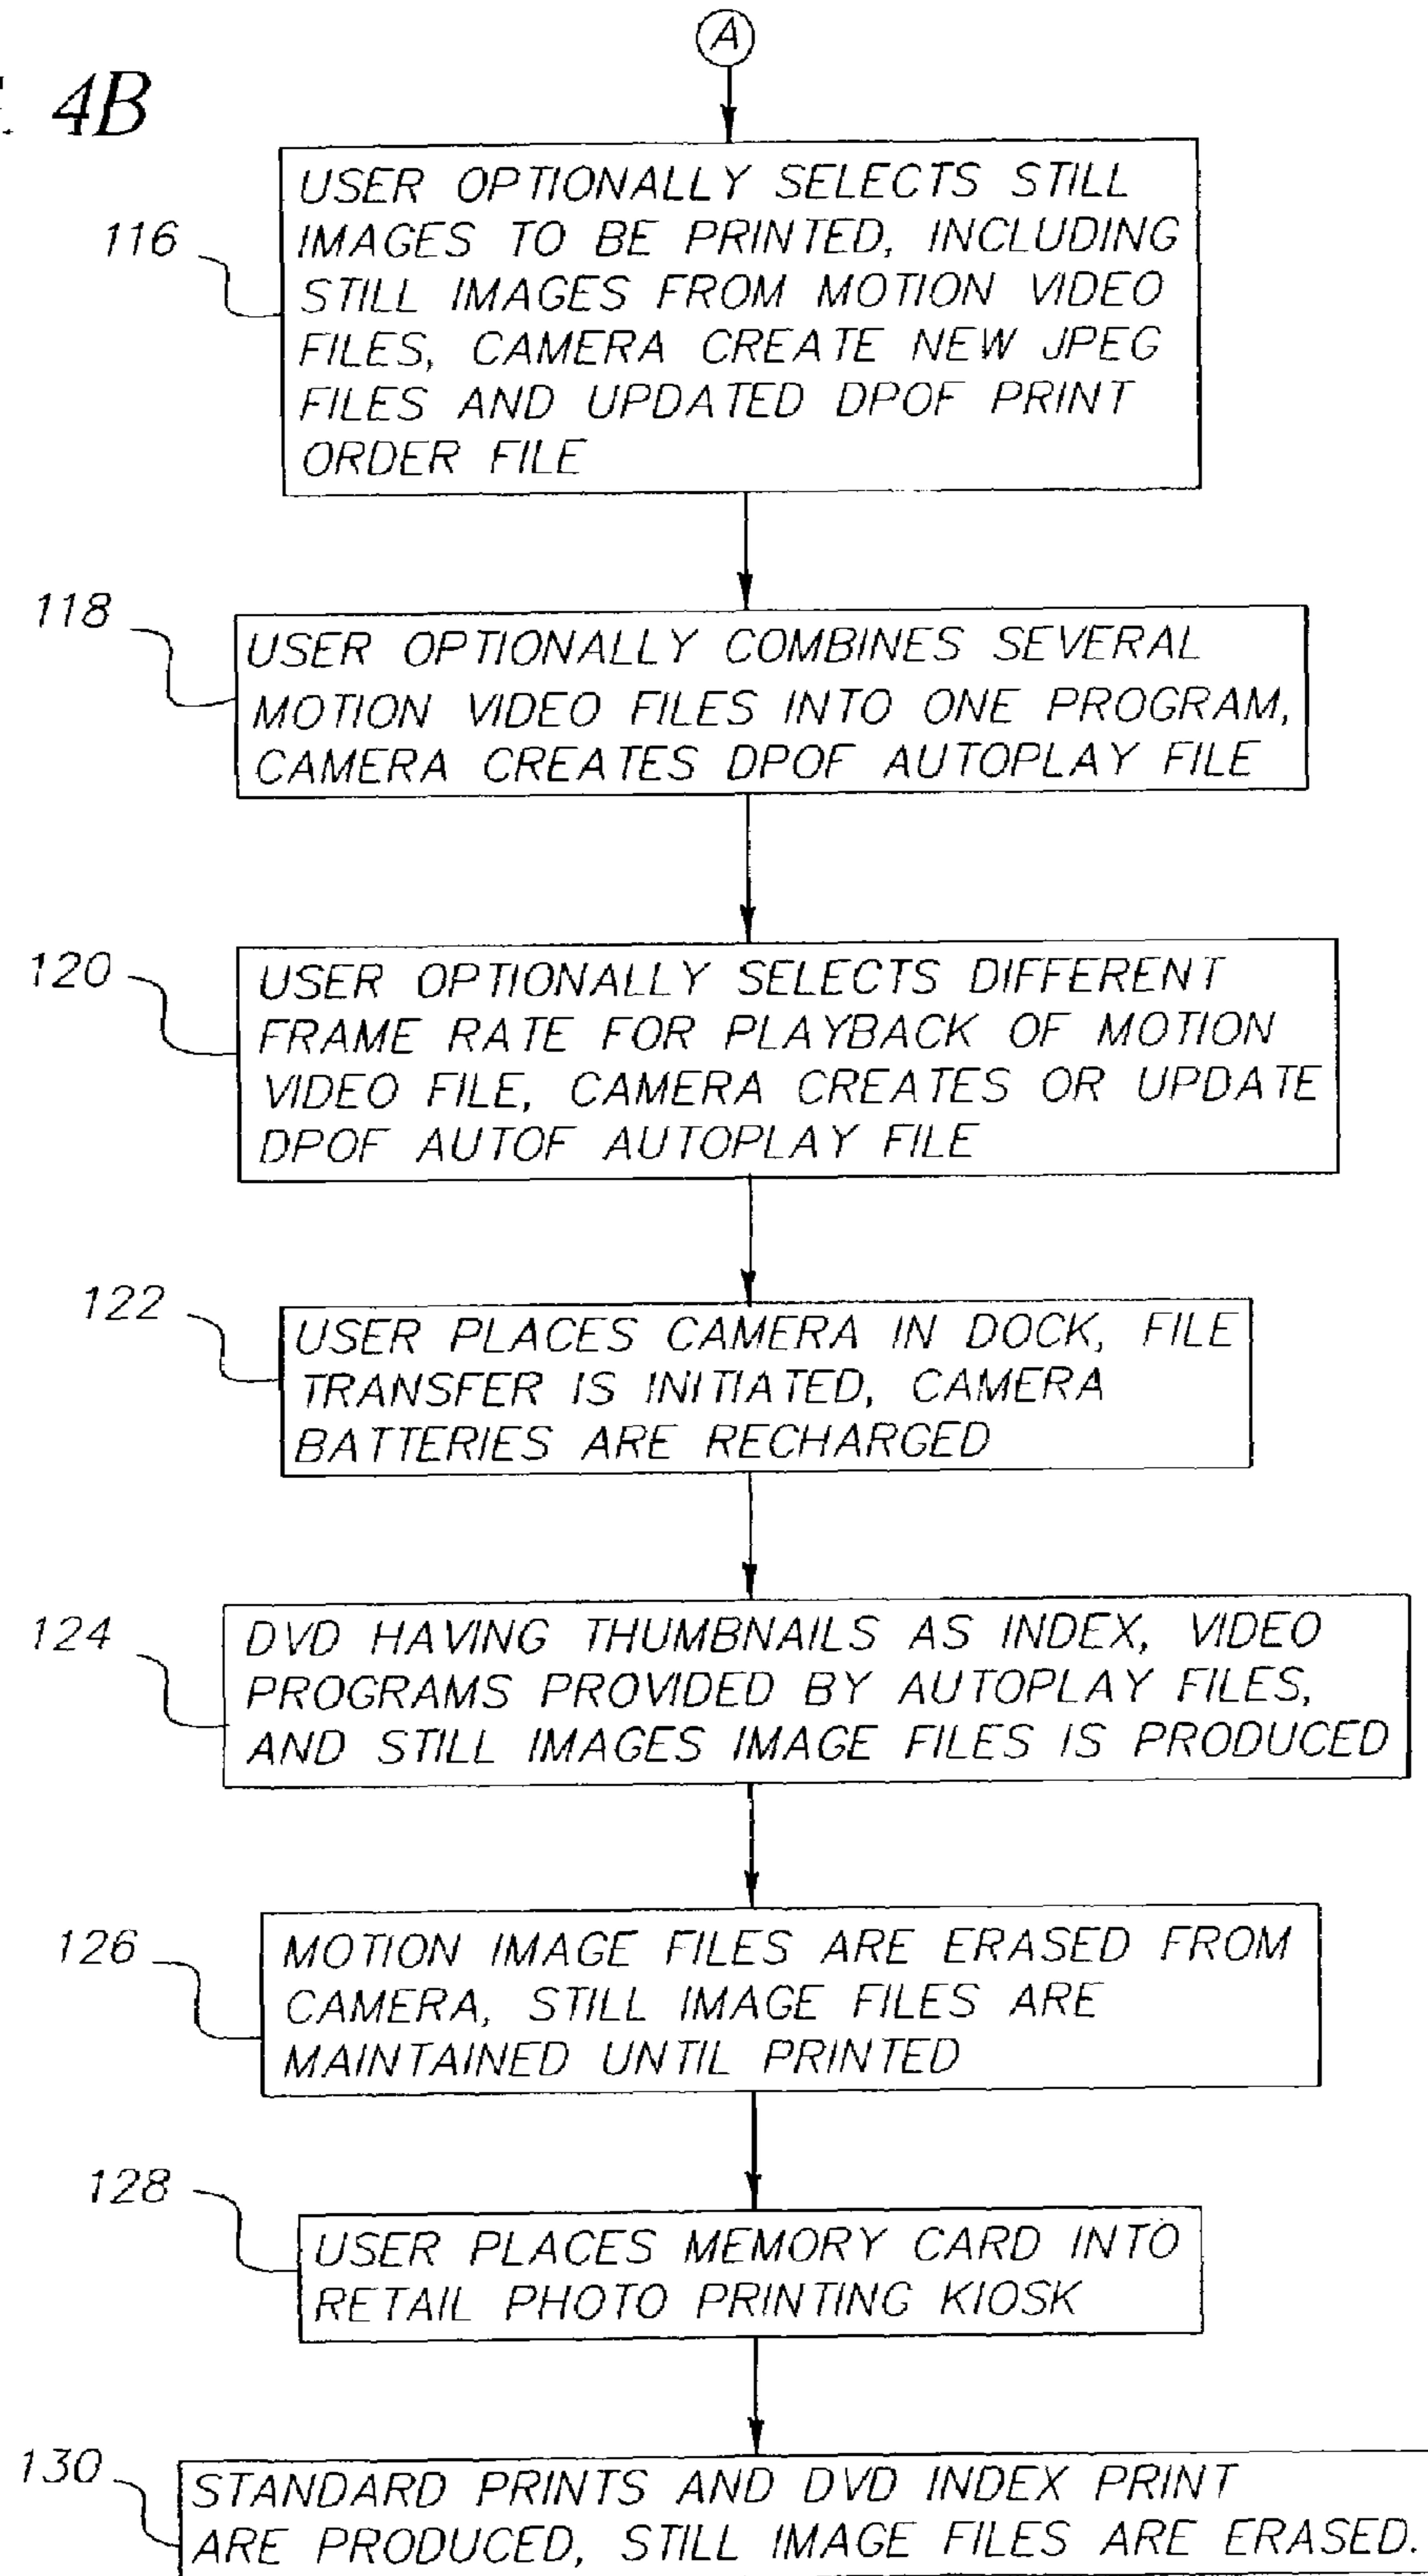 A
4B
116
USER OPTIONALLY SELECTS STILL
IMAGES TO BE PRINTED, INCLUDING
STILL IMAGES FROM MOTION VIDEO
FILES, CAMERA CREATE NEW JPEG
FILES AND UPDATED DPOF PRINT
ORDER FILE
118
USER OPTIONALLY COMBINES SEVERAL
MOTION VIDEO FILES INTO ONE PROGRAM,
CAMERA CREATES DPOF AUTOPLAY FILE
120
USER OPTIONALLY SELECTS DIFFERENT
FRAME RATE FOR PLAYBACK OF MOTION
VIDEO FILE, CAMERA CREATES OR UPDATE
DPOF AUTOF AUTOPLAY FILE
122
USER PLACES CAMERA IN DOCK, FILE
TRANSFER IS INITIATED, CAMERA
BATTERIES ARE RECHARGED
124
DVD HAVING THUMBNAILS AS INDEX, VIDEO
PROGRAMS PROVIDED BY AUTOPLAY FILES,
AND STILL IMAGES IMAGE FILES IS PRODUCED
126
MOTION IMAGE FILES ARE ERASED FROM
CAMERA, STILL IMAGE FILES ARE
MAINTAINED UNTIL PRINTED
128
USER PLACES MEMORY CARD INTO
RETAIL PHOTO PRINTING KIOSK
130
STANDARD PRINTS AND DVD INDEX PRINT
ARE PRODUCED, STILL IMAGE FILES ARE ERASED.